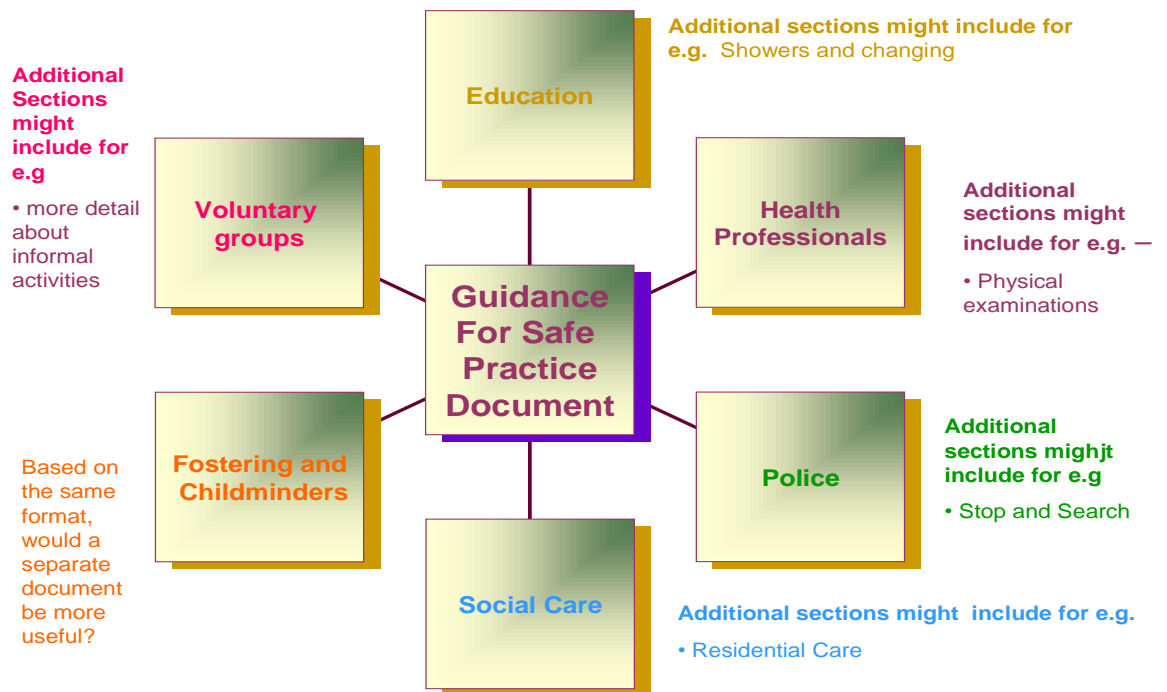 Education
Additional sections might include for
e.g. Showers and changing
Additional
Sections
might
include for
e.g
• more detail
about
informal
activities
Voluntary
groups
Health
Professionals
Additional
sections might
include for e.g. –
• Physical
examinations
Guidance
For Safe
Practice
Document
Based on
the same
format,
would a
separate
document
be more
useful?
Fostering and
Childminders
Police
Additional
sections mighjt
include for e.g
• Stop and Search
Social Care
Additional sections might include for e.g.
• Residential Care